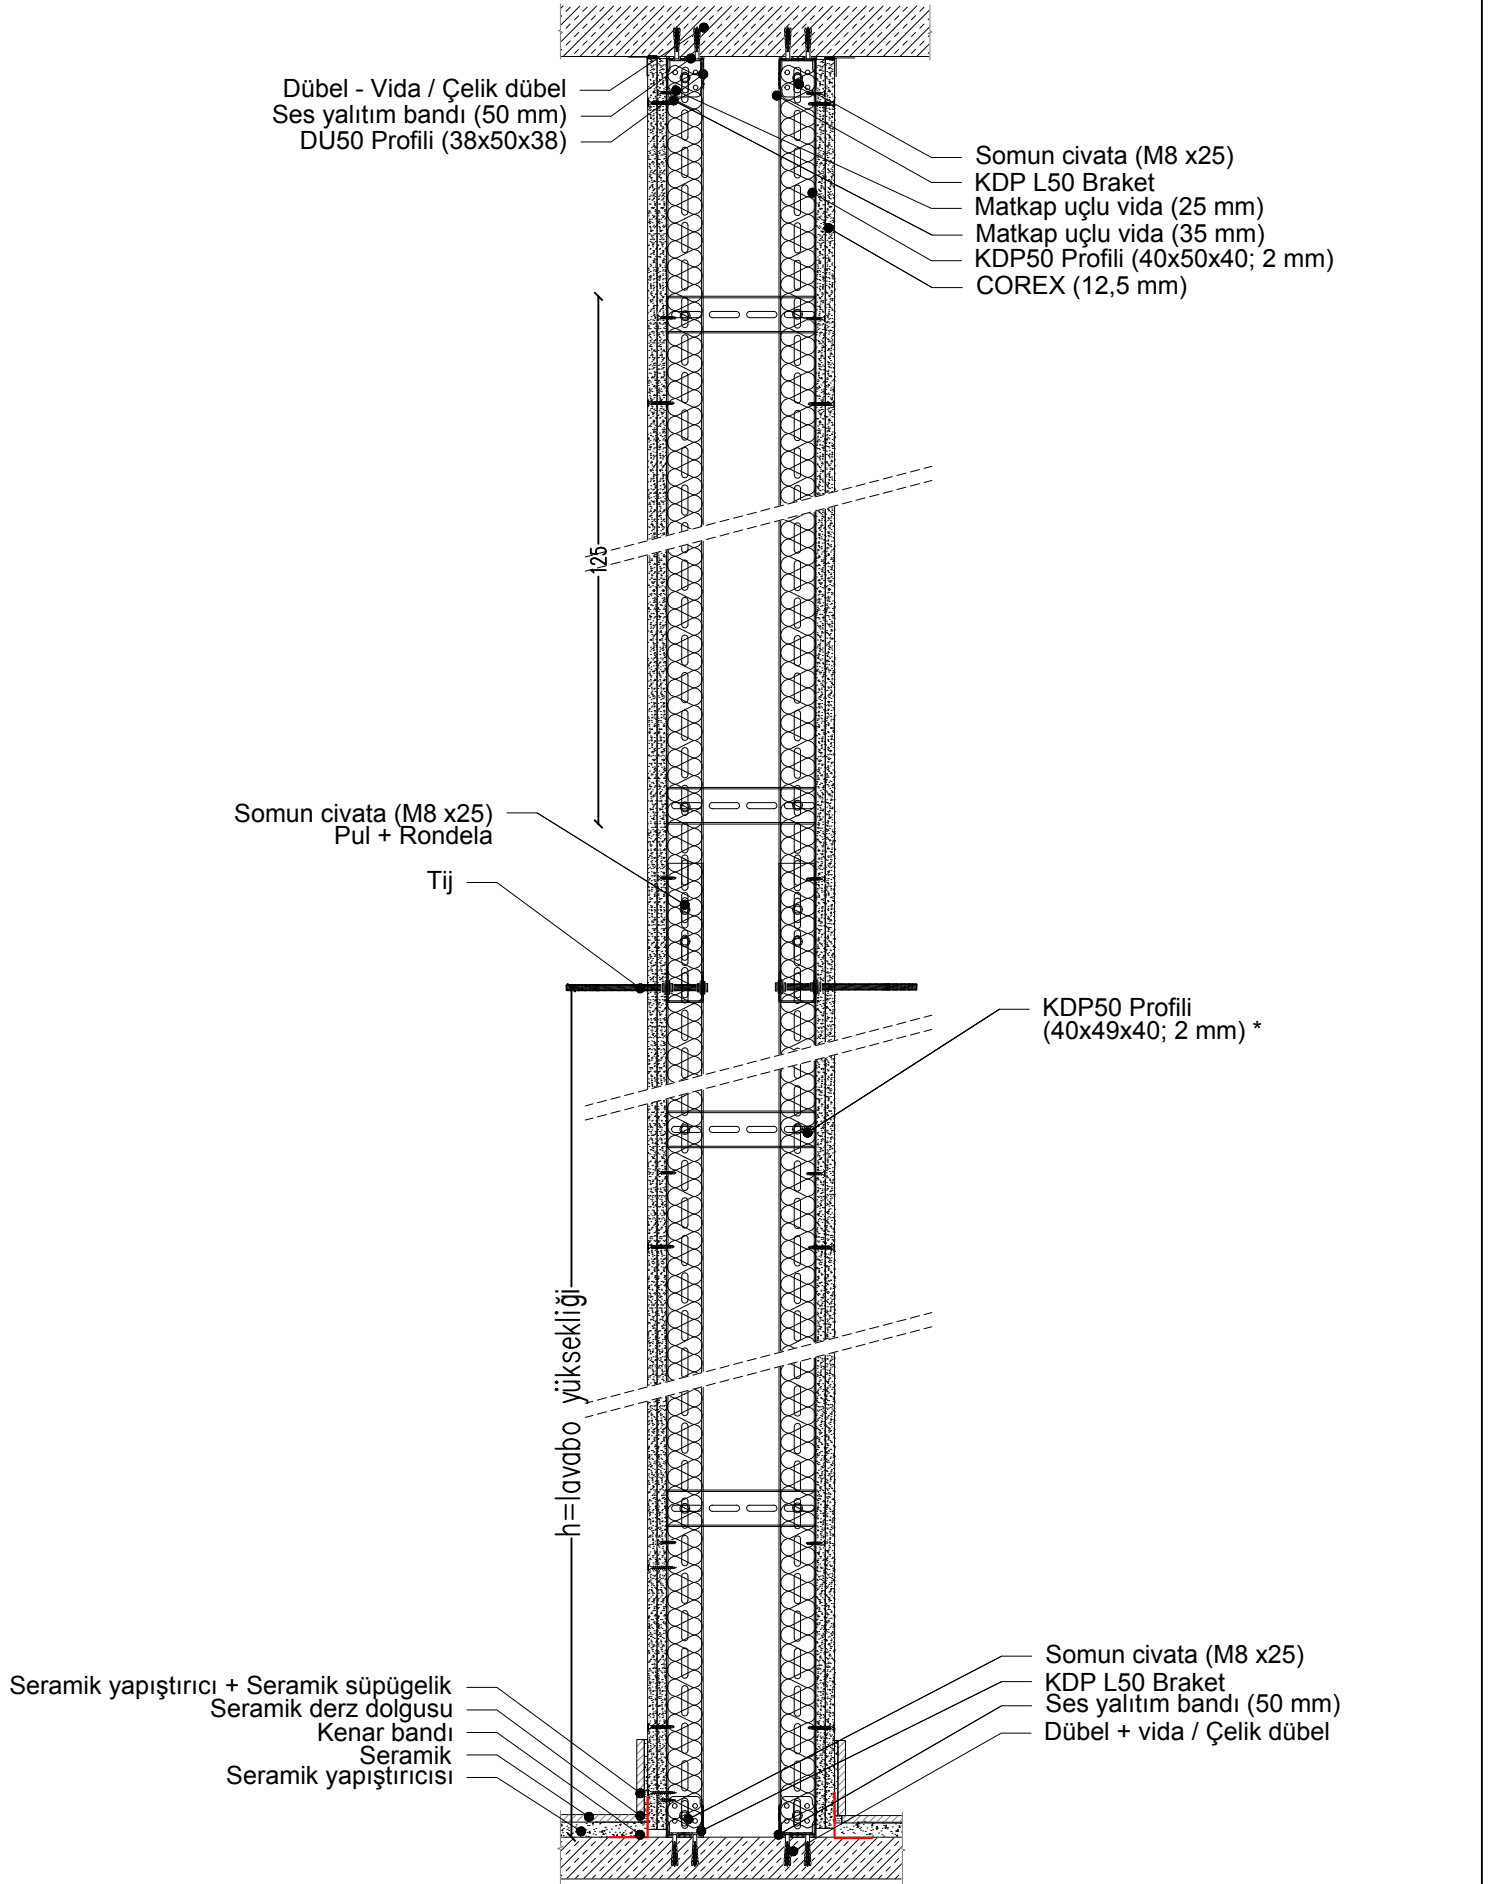 Dübel - Vida / Çelik dübel
Ses yalıtım bandı (50 mm)
DU50 Profili (38x50x38)
Somun civata (M8 x25)
KDP L50 Braket
Matkap uçlu vida (25 mm)
Matkap uçlu vida (35 mm)
KDP50 Profili (40x50x40; 2 mm)
COREX (12,5 mm)
125
Somun civata (M8 x25)
Pul + Rondela
Tij
KDP50 Profili
(40x49x40; 2 mm) *
h=lavabo yüksekliği
Seramik yapıştırıcı + Seramik süpügelik
Seramik derz dolgusu
Kenar bandı
Seramik
Seramik yapıştırıcısı
Somun civata (M8 x25)
KDP L50 Braket
Ses yalıtım bandı (50 mm)
Dübel + vida / Çelik dübel